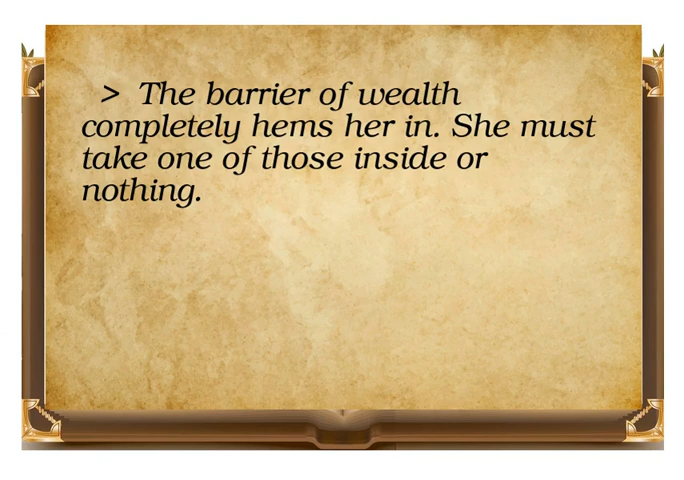 > The barrier of wealth
completely hems her in. She must
take one of those inside or
nothing.